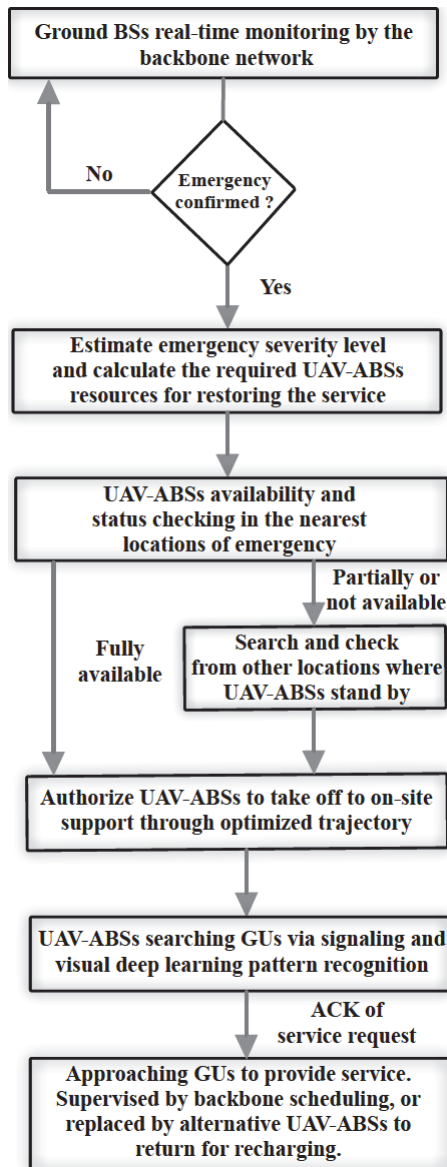 Ground BSs real-time monitoring by the
backbone network
No
Emergency
confirmed ?
Yes
Estimate emergency severity level
and calculate the required UAV-ABSs
resources for restoring the service
UAV-ABSs availability and
status checking in the nearest
locations of emergency
Partially or
not available
Fully
available
Search and check
from other locations where
UAV-ABSs stand by
Authorize UAV-ABSs to take off to on-site
support through optimized trajectory
UAV-ABSs searching GUs via signaling and
visual deep learning pattern recognition
ACK of
service request
Approaching GUs to provide service.
Supervised by backbone scheduling, or
replaced by alternative UAV-ABSs to
return for recharging.